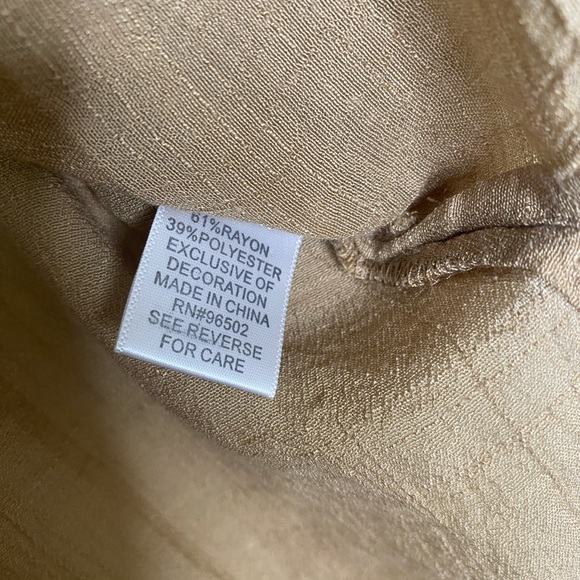 61%RAYON
39%POLYESTER
EXCLUSIVE OF
DECORATION
MADE IN CHINA
RN#96502
SEE REVERSE
FOR CARE